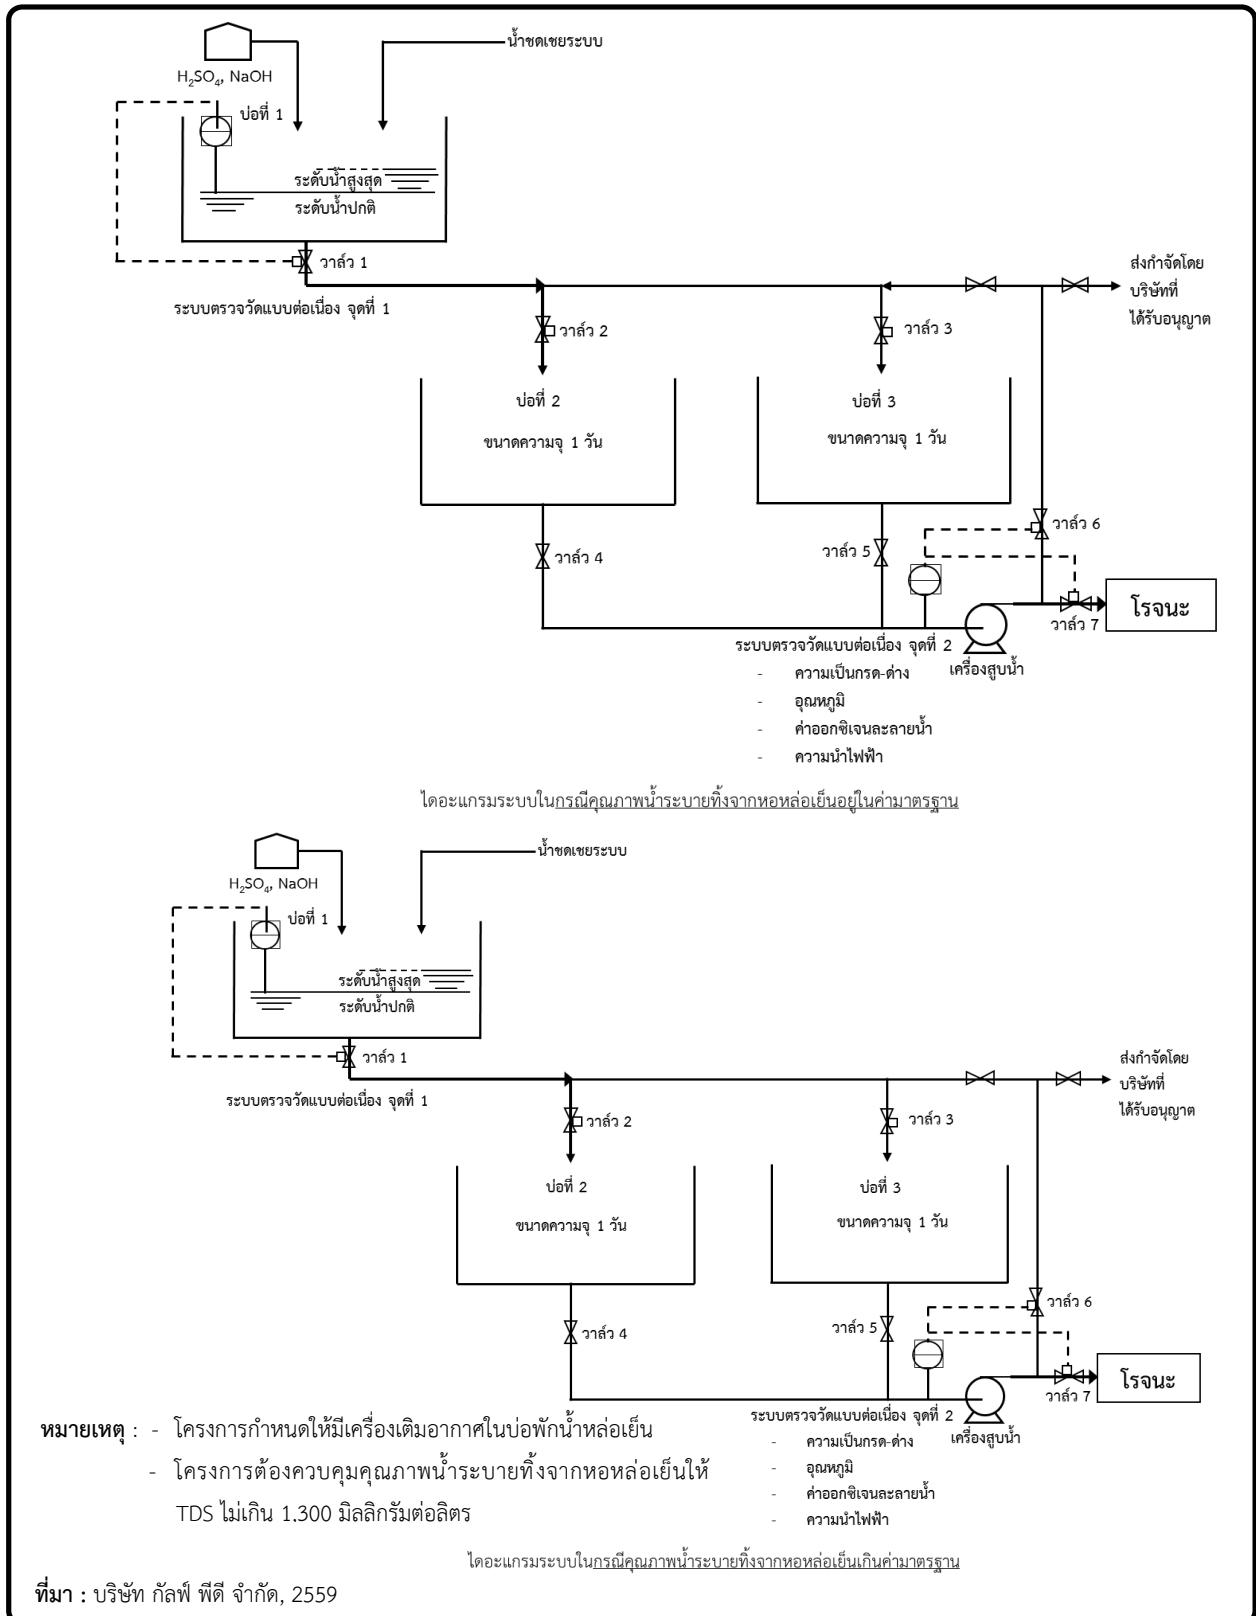 น้ำชดเชยระบบ
H₂SO₄, NaOH
บ่อที่ 1
ระดับน้ำสูงสุด
ระดับน้ำปกติ
วาล์ว 1
ระบบตรวจวัดแบบต่อเนื่อง จุดที่ 1
ส่งกำจัดโดย
บริษัทที่
ได้รับอนุญาต
วาล์ว 2
วาล์ว 3
บ่อที่ 2
ขนาดความจุ 1 วัน
บ่อที่ 3
ขนาดความจุ 1 วัน
วาล์ว 4
วาล์ว 5
วาล์ว 6
โรจนะ
วาล์ว 7
ระบบตรวจวัดแบบต่อเนื่อง จุดที่ 2
เครื่องสูบน้ำ
- ความเป็นกรด-ด่าง
- อุณหภูมิ
- ค่าออกซิเจนละลายน้ำ
- ความนำไฟฟ้า
ไดอะแกรมระบบในกรณีคุณภาพน้ำระบายทิ้งจากหอหล่อเย็นอยู่ในค่ามาตรฐาน
น้ำชดเชยระบบ
H₂SO₄, NaOH
บ่อที่ 1
ระดับน้ำสูงสุด
ระดับน้ำปกติ
วาล์ว 1
ระบบตรวจวัดแบบต่อเนื่อง จุดที่ 1
ส่งกำจัดโดย
บริษัทที่
ได้รับอนุญาต
วาล์ว 2
วาล์ว 3
บ่อที่ 2
ขนาดความจุ 1 วัน
บ่อที่ 3
ขนาดความจุ 1 วัน
วาล์ว 4
วาล์ว 5
วาล์ว 6
โรจนะ
วาล์ว 7
ระบบตรวจวัดแบบต่อเนื่อง จุดที่ 2
เครื่องสูบน้ำ
- ความเป็นกรด-ด่าง
- อุณหภูมิ
- ค่าออกซิเจนละลายน้ำ
- ความนำไฟฟ้า
หมายเหตุ : - โครงการกำหนดให้มีเครื่องเติมอากาศในบ่อพักน้ำหล่อเย็น
- โครงการต้องควบคุมคุณภาพน้ำระบายทิ้งจากหอหล่อเย็นให้
TDS ไม่เกิน 1,300 มิลลิกรัมต่อลิตร
ไดอะแกรมระบบในกรณีคุณภาพน้ำระบายทิ้งจากหอหล่อเย็นเกินค่ามาตรฐาน
ที่มา : บริษัท กัลฟ์ พีดี จำกัด, 2559